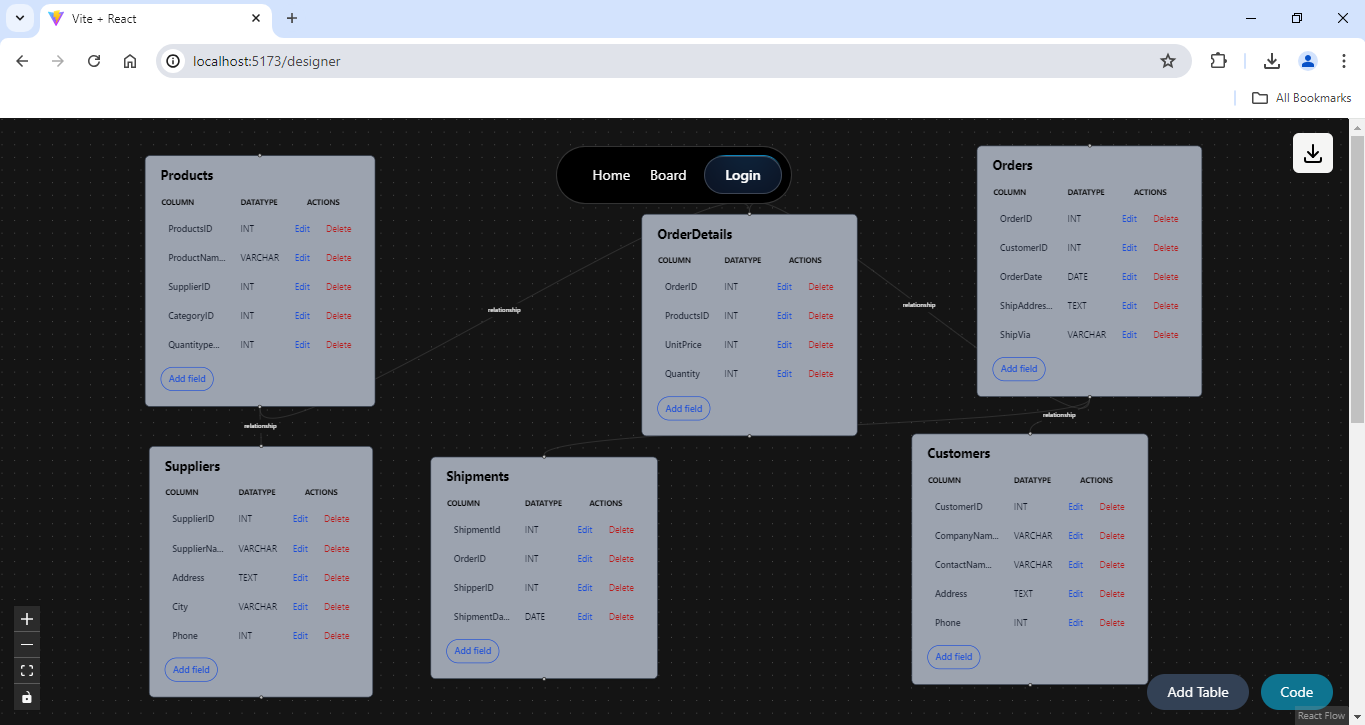 Vite + React
localhost:5173/designer
All Bookmarks
Home Board Login
Products
COLUMN DATATYPE ACTIONS
ProductsID INT Edit Delete
ProductNam... VARCHAR Edit Delete
SupplierID INT Edit Delete
CategoryID INT Edit Delete
Quantitype... INT Edit Delete
Add field
OrderDetails
COLUMN DATATYPE ACTIONS
OrderID INT Edit Delete
ProductsID INT Edit Delete
UnitPrice INT Edit Delete
Quantity INT Edit Delete
Add field
Orders
COLUMN DATATYPE ACTIONS
OrderID INT Edit Delete
CustomerID INT Edit Delete
OrderDate DATE Edit Delete
ShipAddres... TEXT Edit Delete
ShipVia VARCHAR Edit Delete
Add field
relationship
relationship
relationship
relationship
Suppliers
COLUMN DATATYPE ACTIONS
SupplierID INT Edit Delete
SupplierNa... VARCHAR Edit Delete
Address TEXT Edit Delete
City VARCHAR Edit Delete
Phone INT Edit Delete
Add field
Shipments
COLUMN DATATYPE ACTIONS
ShipmentId INT Edit Delete
OrderID INT Edit Delete
ShipperID INT Edit Delete
ShipmentDa... DATE Edit Delete
Add field
Customers
COLUMN DATATYPE ACTIONS
CustomerID INT Edit Delete
CompanyNam... VARCHAR Edit Delete
ContactNam... VARCHAR Edit Delete
Address TEXT Edit Delete
Phone INT Edit Delete
Add field
Add Table Code
React Flow